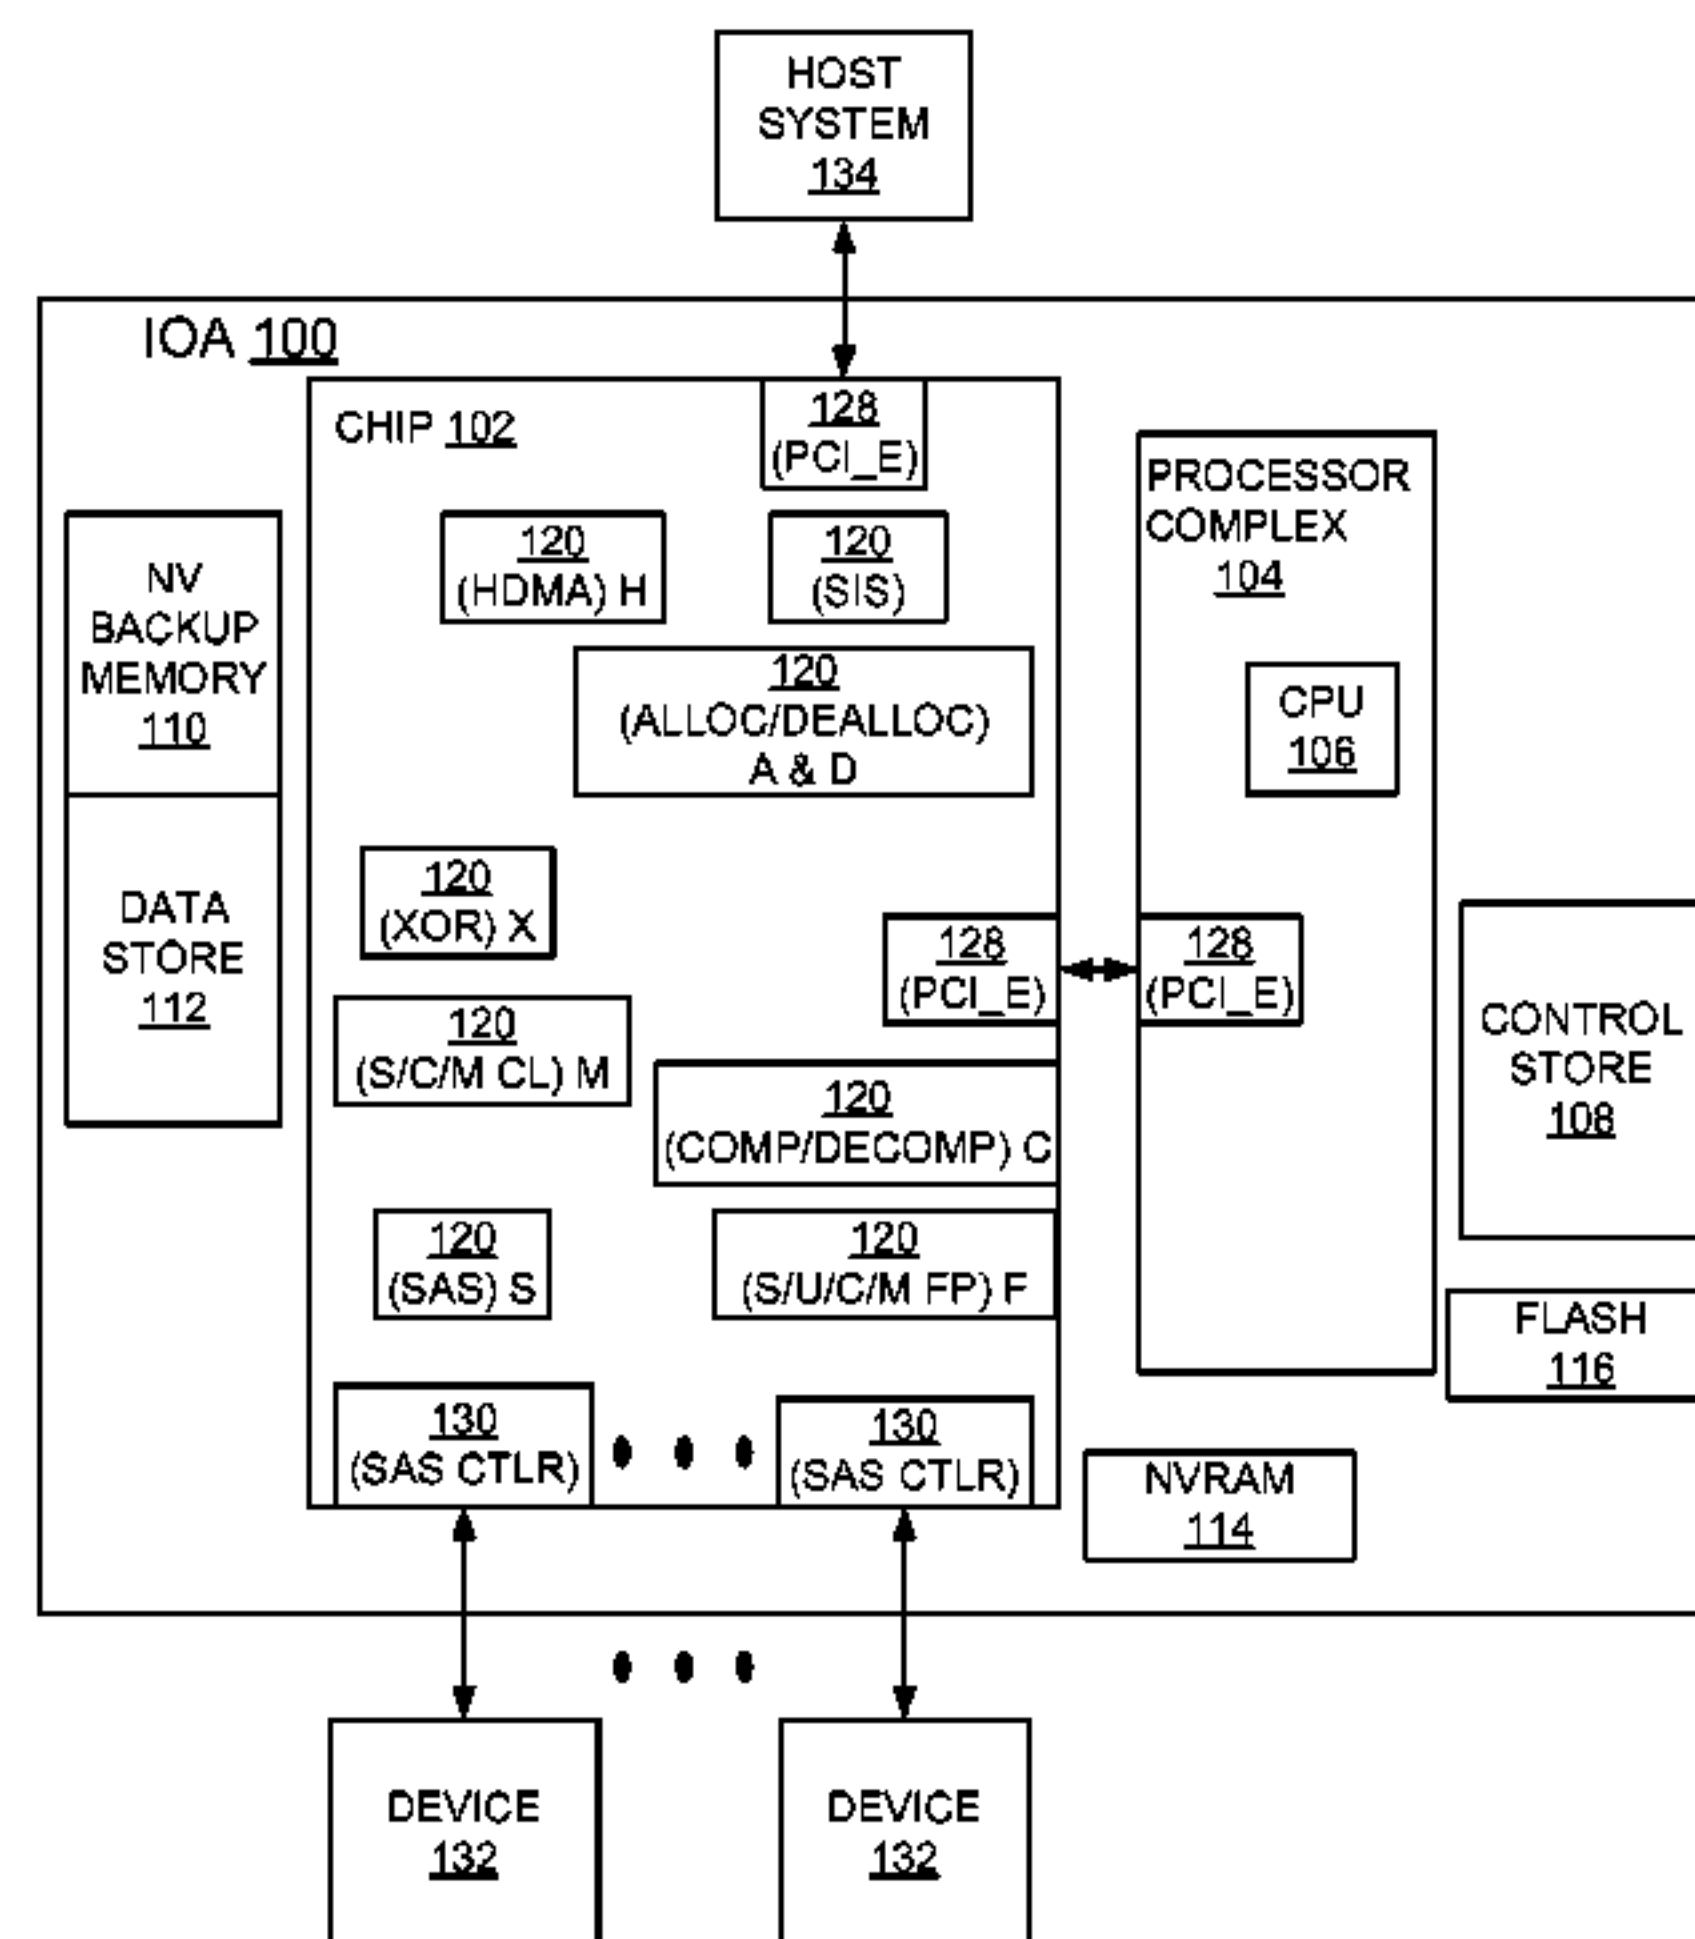 HOST
SYSTEM
134
IOA 100
CHIP 102
128
(PCI_E)
PROCESSOR
COMPLEX
104
NV
BACKUP
MEMORY
110
120
(HDMA) H
120
(SIS)
120
(ALLOC/DEALLOC)
A & D
CPU
106
DATA
STORE
112
120
(XOR) X
128
(PCI_E)
128
(PCI_E)
CONTROL
STORE
108
120
(S/C/M CL) M
120
(COMP/DECOMP) C
120
(SAS) S
120
(S/U/C/M FP) F
FLASH
116
130
(SAS CTLR)
130
(SAS CTLR)
NVRAM
114
DEVICE
132
DEVICE
132